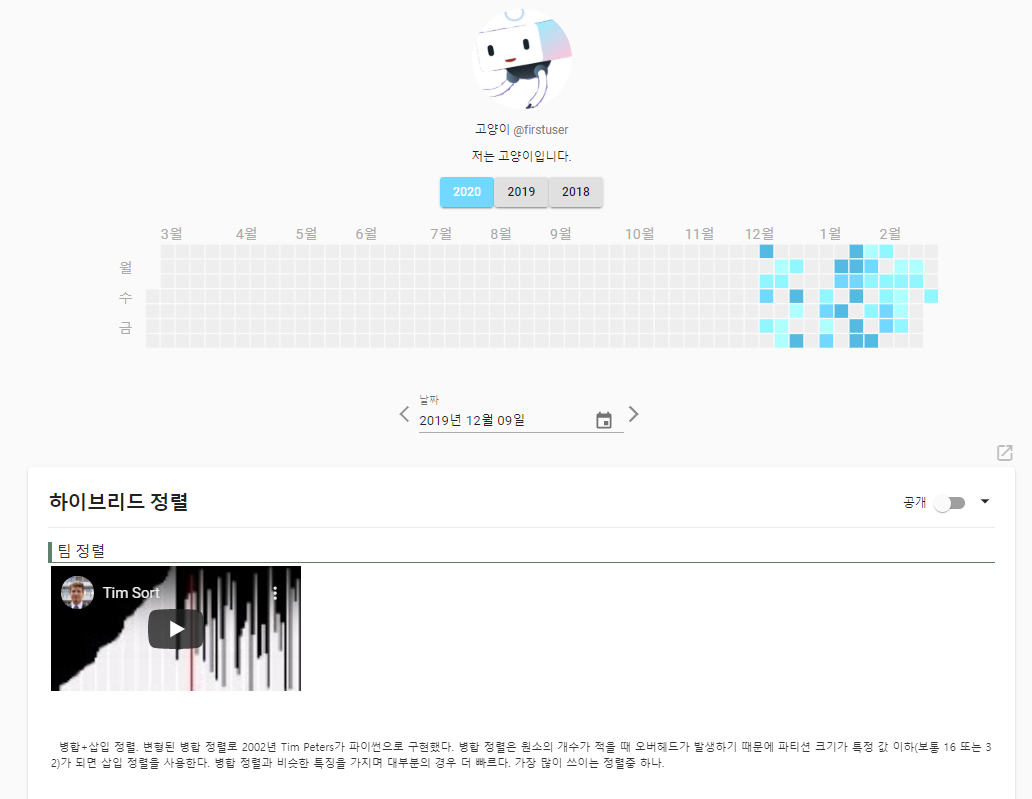 고양이 @firstuser
저는 고양이입니다.
2020 2019 2018
3월 4월 5월 6월 7월 8월 9월 10월 11월 12월 1월 2월
월
수
금
날짜
2019년 12월 09일
하이브리드 정렬
공개
팀 정렬
Tim Sort
병합+삽입 정렬. 변형된 병합 정렬로 2002년 Tim Peters가 파이썬으로 구현했다. 병합 정렬은 원소의 개수가 적을 때 오버헤드가 발생하기 때문에 파티션 크기가 특정 값 이하(보통 16 또는 3
2)가 되면 삽입 정렬을 사용한다. 병합 정렬과 비슷한 특징을 가지며 대부분의 경우 더 빠르다. 가장 많이 쓰이는 정렬중 하나.